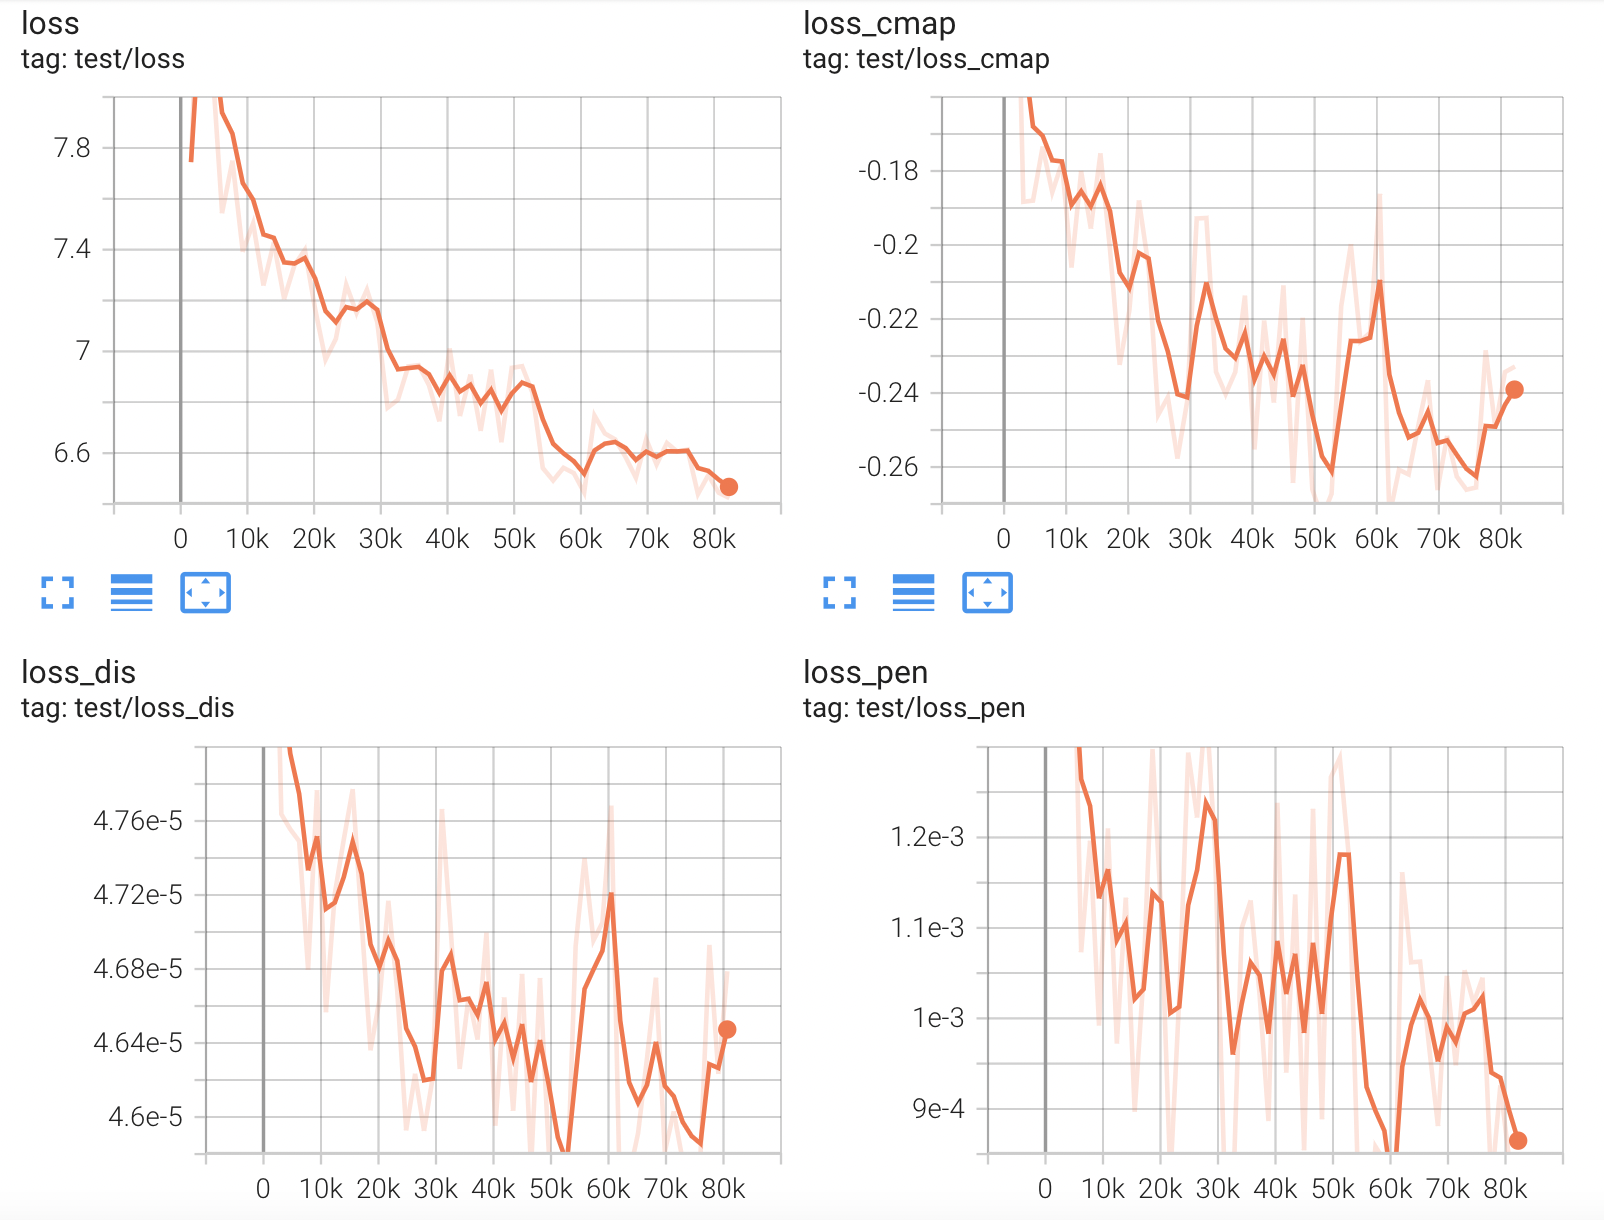 loss
tag: test/loss
7.8
7.4
7
6.6
0 10k 20k 30k 40k 50k 60k 70k 80k
loss_cmap
tag: test/loss_cmap
-0.18
-0.2
-0.22
-0.24
-0.26
0 10k 20k 30k 40k 50k 60k 70k 80k
loss_dis
tag: test/loss_dis
4.76e-5
4.72e-5
4.68e-5
4.64e-5
4.6e-5
0 10k 20k 30k 40k 50k 60k 70k 80k
loss_pen
tag: test/loss_pen
1.2e-3
1.1e-3
1e-3
9e-4
0 10k 20k 30k 40k 50k 60k 70k 80k